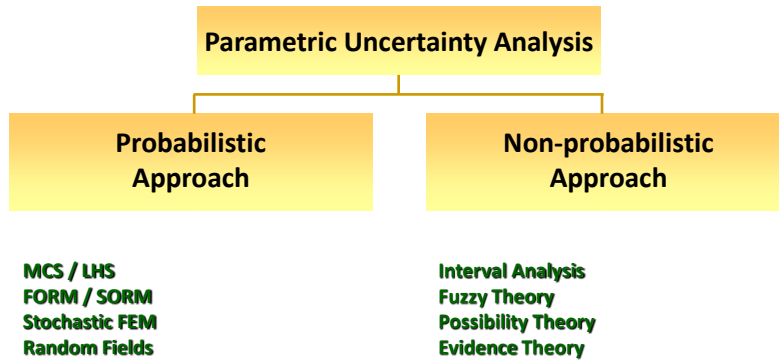 Parametric Uncertainty Analysis
Probabilistic
Approach
Non-probabilistic
Approach
MCS / LHS
FORM / SORM
Stochastic FEM
Random Fields
Interval Analysis
Fuzzy Theory
Possibility Theory
Evidence Theory